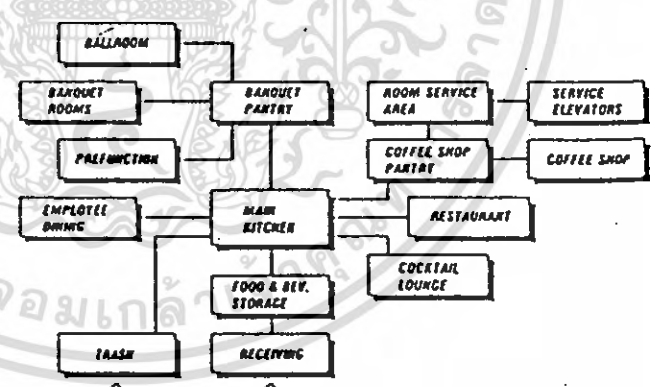 BALLROOM
BANQUET
ROOMS
BANQUET
PANTRY
ROOM SERVICE
AREA
SERVICE
ELEVATORS
PREFUNCTION
COFFEE SHOP
PANTRY
COFFEE SHOP
EMPLOYEE
DINING
MAIN
KITCHEN
RESTAURANT
FOOD & BEV.
STORAGE
COCKTAIL
LOUNGE
TRASH
RECEIVING